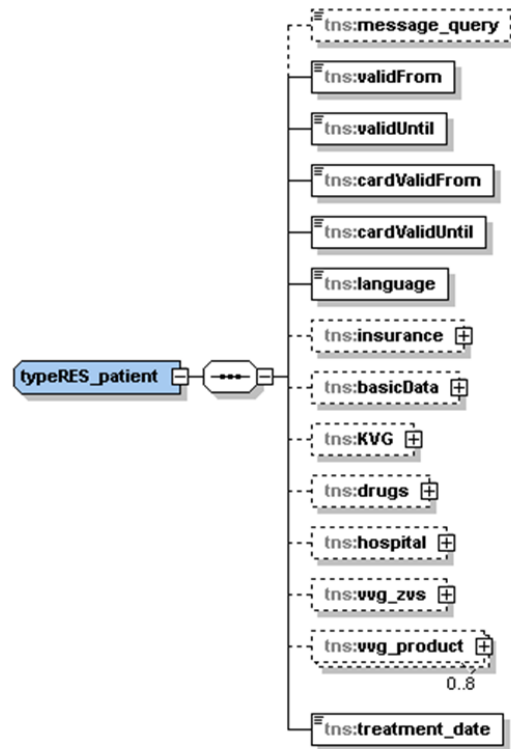 tns:message_query
tns:validFrom
tns:validUntil
tns:cardValidFrom
tns:cardValidUntil
tns:language
tns:insurance
typeRES_patient
tns:basicData
tns:KVG
tns:drugs
tns:hospital
tns:vvg_zvs
tns:vvg_product
0..8
tns:treatment_date